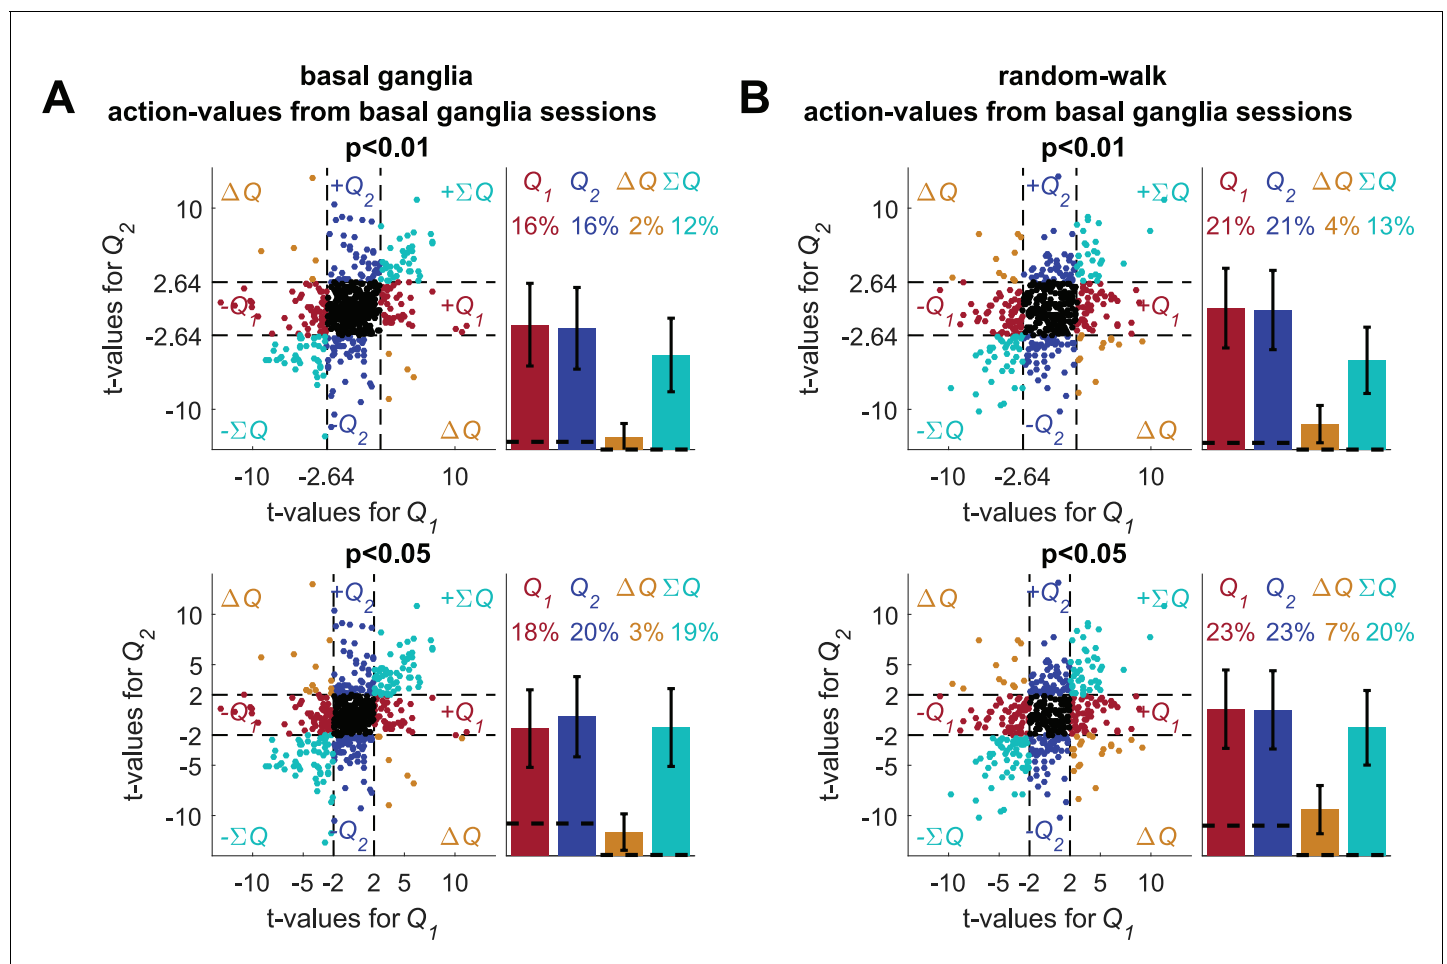 A
basal ganglia
action-values from basal ganglia sessions
p<0.01
ΔQ +Q2 +ΣQ
-Q1 +Q1
-ΣQ -Q2 ΔQ
10
2.64
-2.64
-10
t-values for Q2
-10 -2.64 10
t-values for Q1
Q1 Q2 ΔQ ΣQ
16% 16% 2% 12%
p<0.05
ΔQ +Q2 +ΣQ
-Q1 +Q1
-ΣQ -Q2 ΔQ
10
5
2
-2
-5
-10
t-values for Q2
-10 -5 -2 2 5 10
t-values for Q1
Q1 Q2 ΔQ ΣQ
18% 20% 3% 19%
B
random-walk
action-values from basal ganglia sessions
p<0.01
ΔQ +Q2 +ΣQ
-Q1 +Q1
-ΣQ -Q2 ΔQ
10
2.64
-2.64
-10
t-values for Q2
-10 -2.64 10
t-values for Q1
Q1 Q2 ΔQ ΣQ
21% 21% 4% 13%
p<0.05
ΔQ +Q2 +ΣQ
-Q1 +Q1
-ΣQ -Q2 ΔQ
10
5
2
-2
-5
-10
t-values for Q2
-10 -5 -2 2 5 10
t-values for Q1
Q1 Q2 ΔQ ΣQ
23% 23% 7% 20%